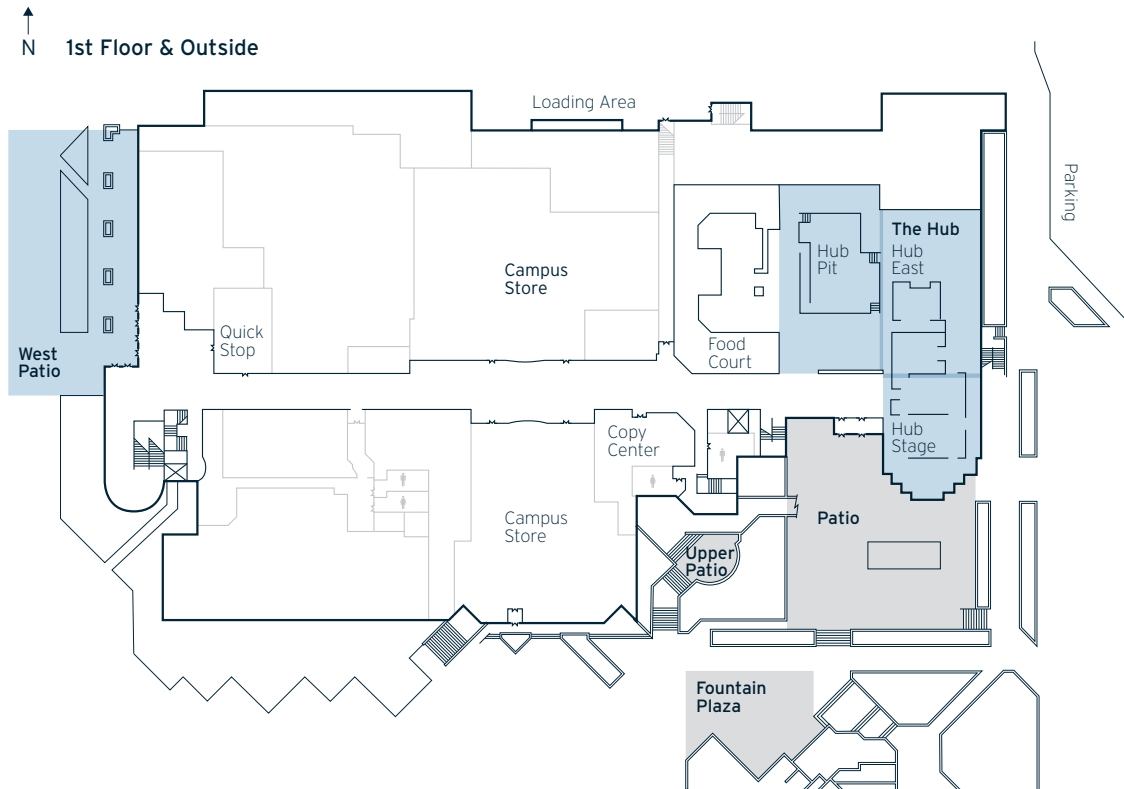 N
1st Floor & Outside
Loading Area
Parking
The Hub
Hub
East
Hub
Pit
Campus
Store
Quick
Stop
Food
Court
West
Patio
Copy
Center
Hub
Stage
Campus
Store
Patio
Upper
Patio
Fountain
Plaza